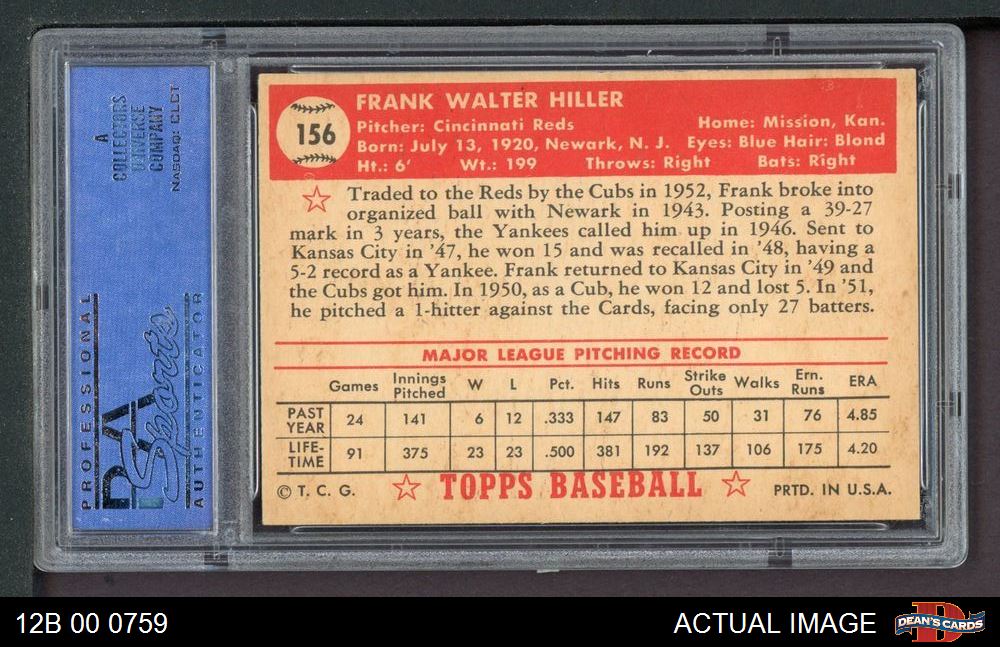 A
COLLECTORS
UNIVERSE
COMPANY
NASDAQ: CLCT
PROFESSIONAL
PSA
Sports
AUTHENTICATOR
156
FRANK WALTER HILLER
Pitcher: Cincinnati Reds Home: Mission, Kan.
Born: July 13, 1920, Newark, N. J. Eyes: Blue Hair: Blond
Ht.: 6' Wt.: 199 Throws: Right Bats: Right
Traded to the Reds by the Cubs in 1952, Frank broke into
organized ball with Newark in 1943. Posting a 39-27
mark in 3 years, the Yankees called him up in 1946. Sent to
Kansas City in '47, he won 15 and was recalled in '48, having a
5-2 record as a Yankee. Frank returned to Kansas City in '49 and
the Cubs got him. In 1950, as a Cub, he won 12 and lost 5. In '51,
he pitched a 1-hitter against the Cards, facing only 27 batters.
MAJOR LEAGUE PITCHING RECORD
Games Innings Pitched W L Pct. Hits Runs Strike Outs Walks Ern. Runs ERA
PAST YEAR 24 141 6 12 .333 147 83 50 31 76 4.85
LIFE-TIME 91 375 23 23 .500 381 192 137 106 175 4.20
© T. C. G. TOPPS BASEBALL PRTD. IN U.S.A.
12B 00 0759 ACTUAL IMAGE D DEAN'S CARDS